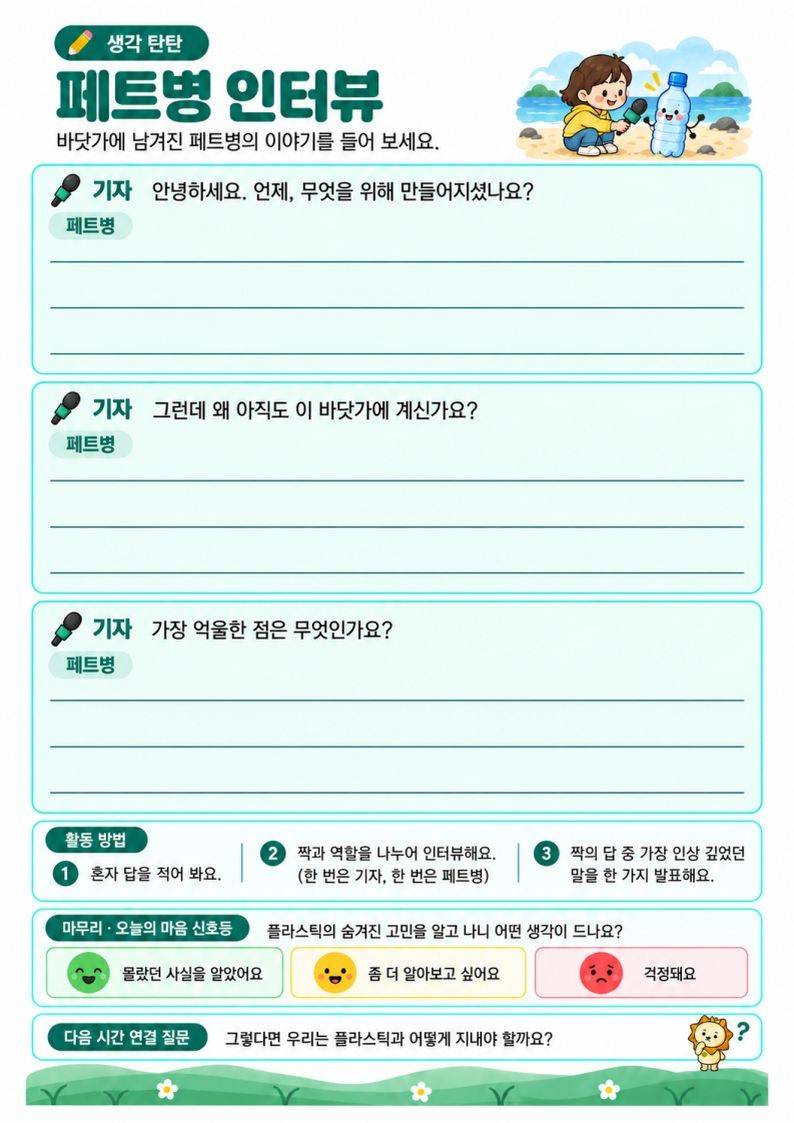 생각 탄탄
페트병 인터뷰
바닷가에 남겨진 페트병의 이야기를 들어 보세요.
기자 안녕하세요. 언제, 무엇을 위해 만들어지셨나요?
페트병
기자 그런데 왜 아직도 이 바닷가에 계신가요?
페트병
기자 가장 억울한 점은 무엇인가요?
페트병
활동 방법
1 혼자 답을 적어 봐요.
2 짝과 역할을 나누어 인터뷰해요.
(한 번은 기자, 한 번은 페트병)
3 짝의 답 중 가장 인상 깊었던
말을 한 가지 발표해요.
마무리 · 오늘의 마음 신호등 플라스틱의 숨겨진 고민을 알고 나니 어떤 생각이 드나요?
몰랐던 사실을 알았어요 좀 더 알아보고 싶어요 걱정돼요
다음 시간 연결 질문 그렇다면 우리는 플라스틱과 어떻게 지내야 할까요?
?